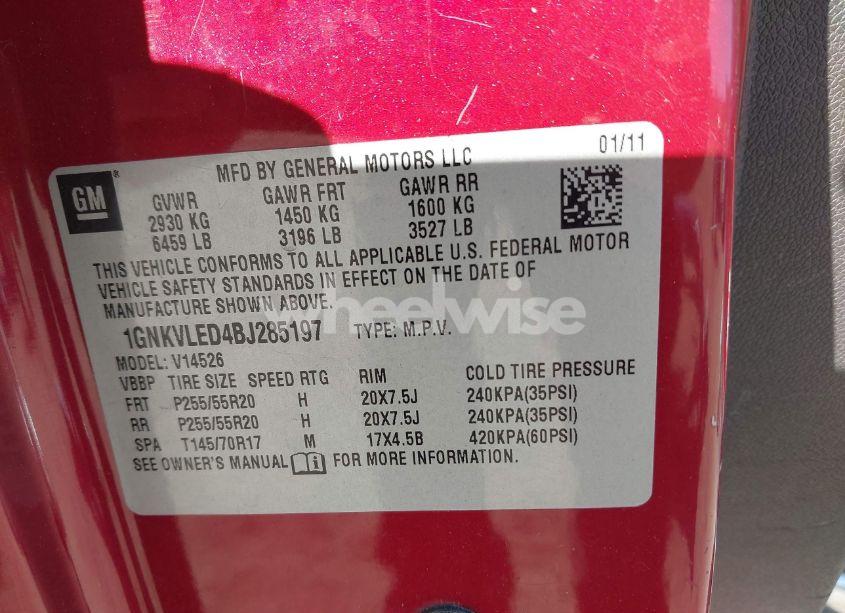 MFD BY GENERAL MOTORS LLC 01/11
GM
GVWR GAWR FRT GAWR RR
2930 KG 1450 KG 1600 KG
6459 LB 3196 LB 3527 LB
THIS VEHICLE CONFORMS TO ALL APPLICABLE U.S. FEDERAL MOTOR
VEHICLE SAFETY STANDARDS IN EFFECT ON THE DATE OF
MANUFACTURE SHOWN ABOVE.
wheelwise
1GNKVLED4BJ285197 TYPE: M.P.V.
MODEL: V14526
VBBP TIRE SIZE SPEED RTG RIM COLD TIRE PRESSURE
FRT P255/55R20 H 20X7.5J 240KPA(35PSI)
RR P255/55R20 H 20X7.5J 240KPA(35PSI)
SPA T145/70R17 M 17X4.5B 420KPA(60PSI)
SEE OWNER'S MANUAL FOR MORE INFORMATION.